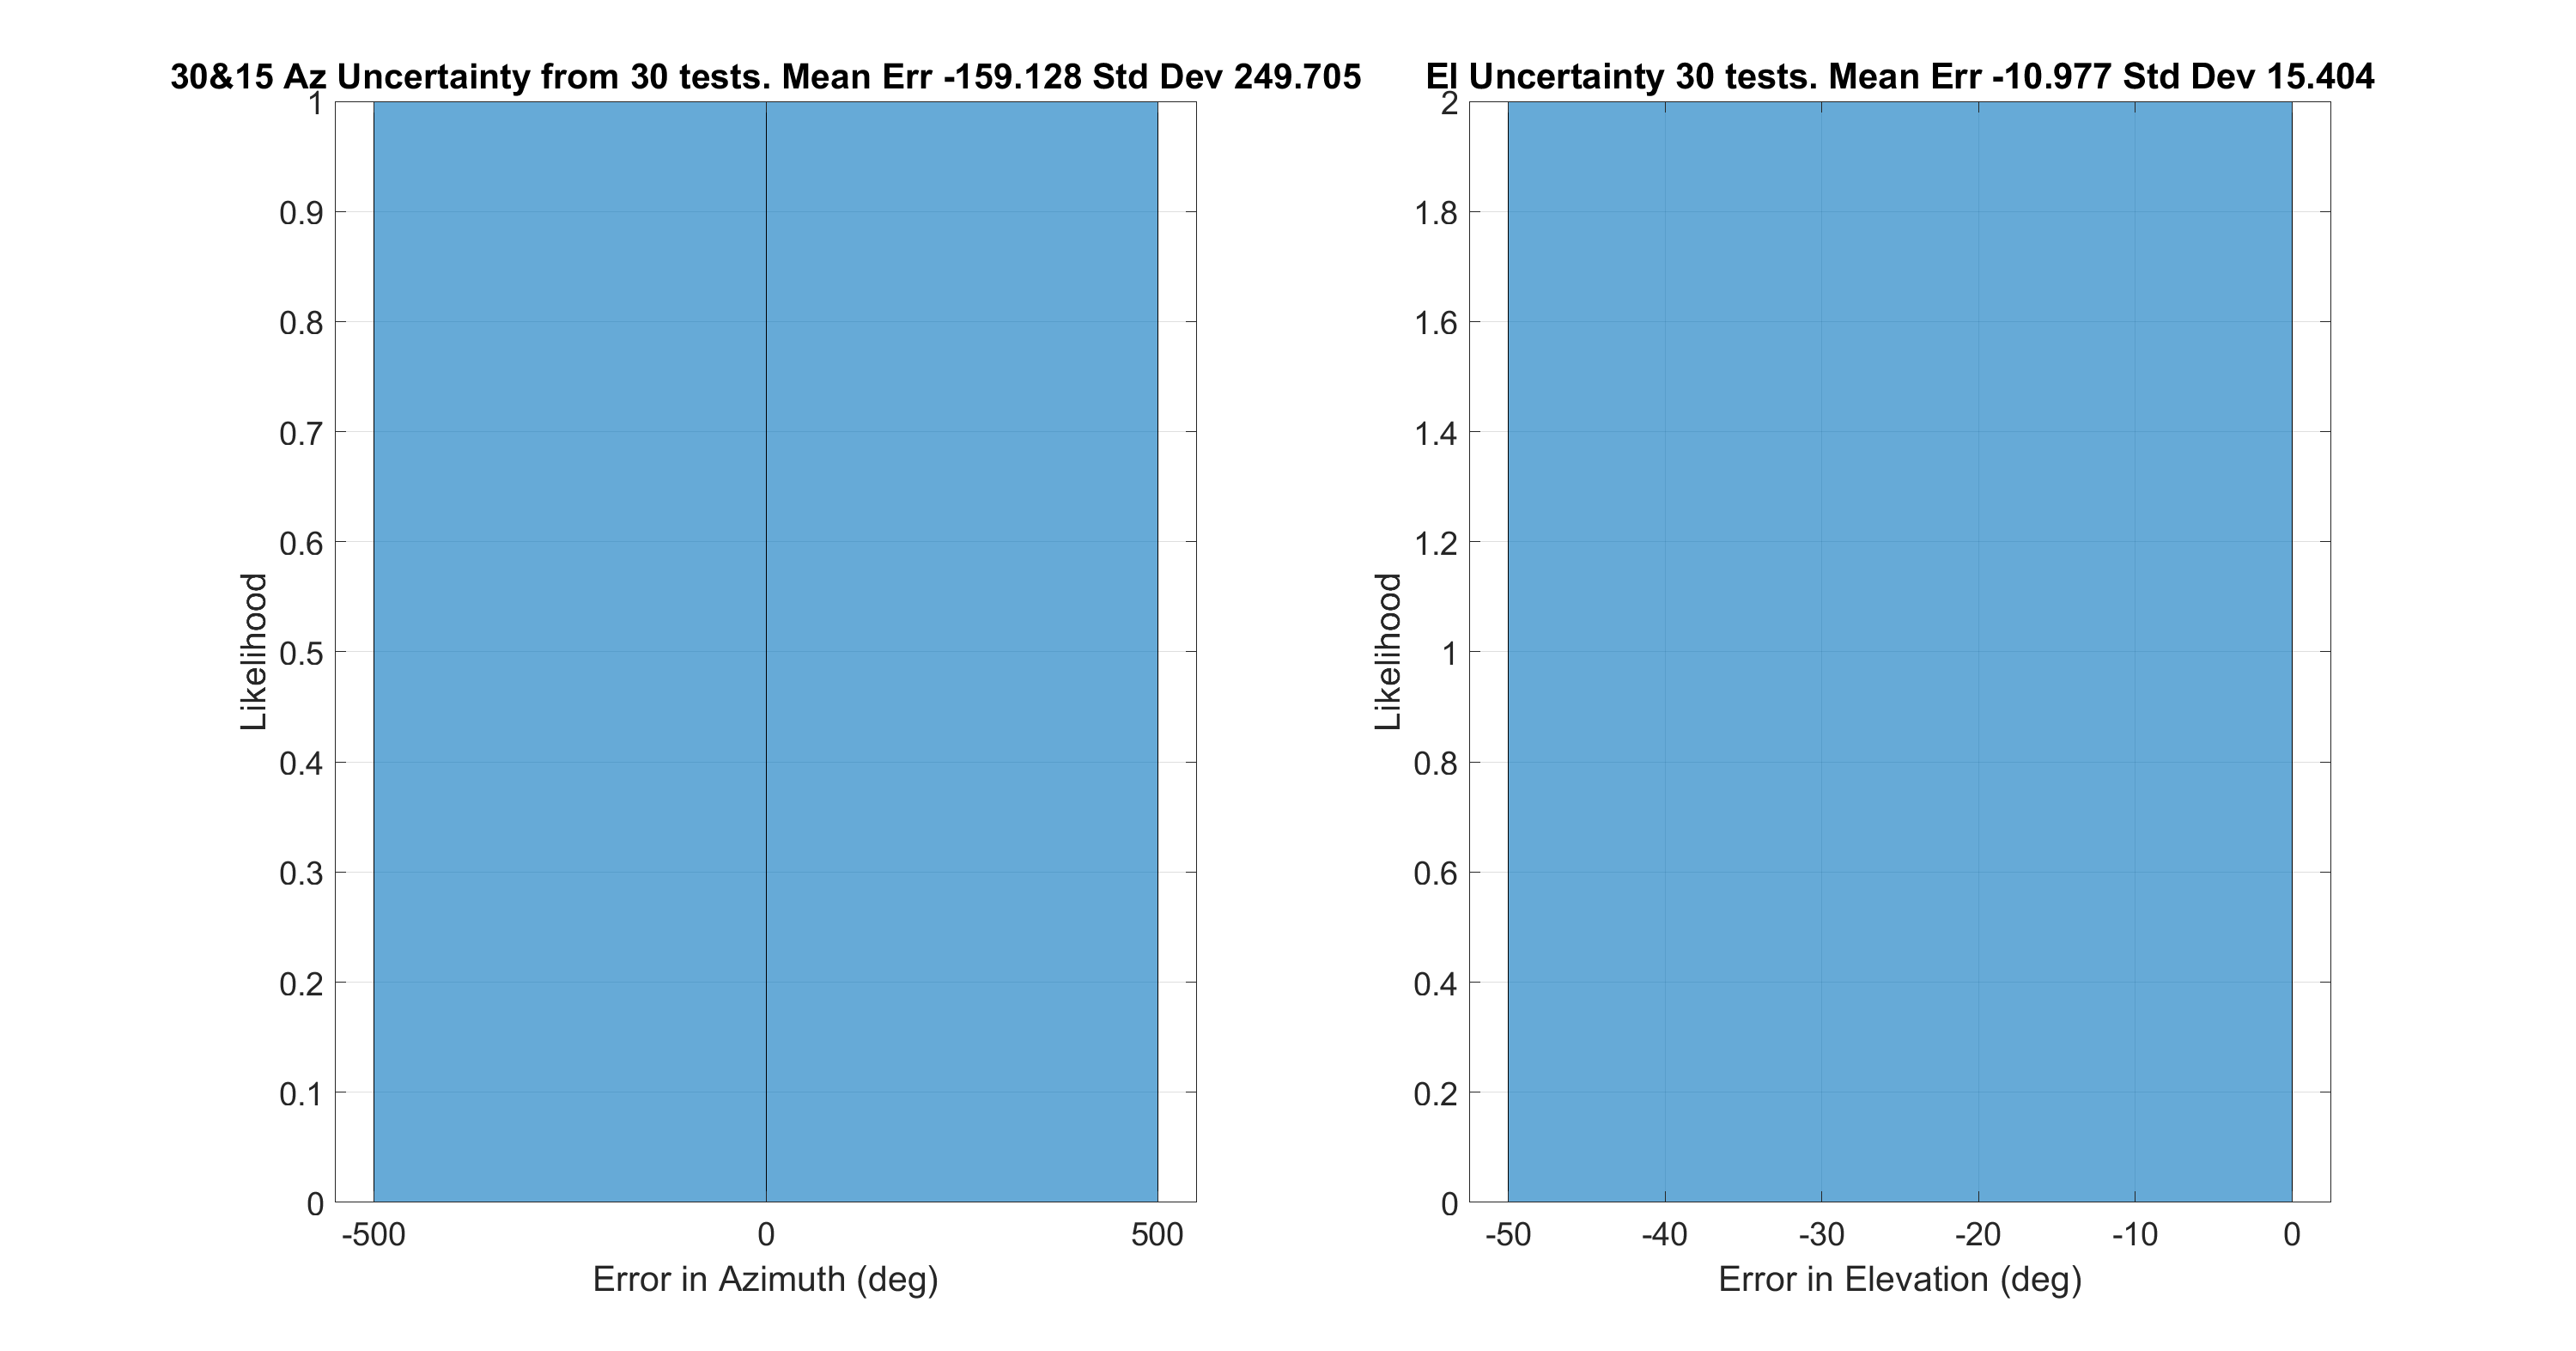 30&15 Az Uncertainty from 30 tests. Mean Err -159.128 Std Dev 249.705
1
0.9
0.8
0.7
0.6
0.5
0.4
0.3
0.2
0.1
0
Likelihood
-500 0 500
Error in Azimuth (deg)
El Uncertainty 30 tests. Mean Err -10.977 Std Dev 15.404
2
1.8
1.6
1.4
1.2
1
0.8
0.6
0.4
0.2
0
Likelihood
-50 -40 -30 -20 -10 0
Error in Elevation (deg)